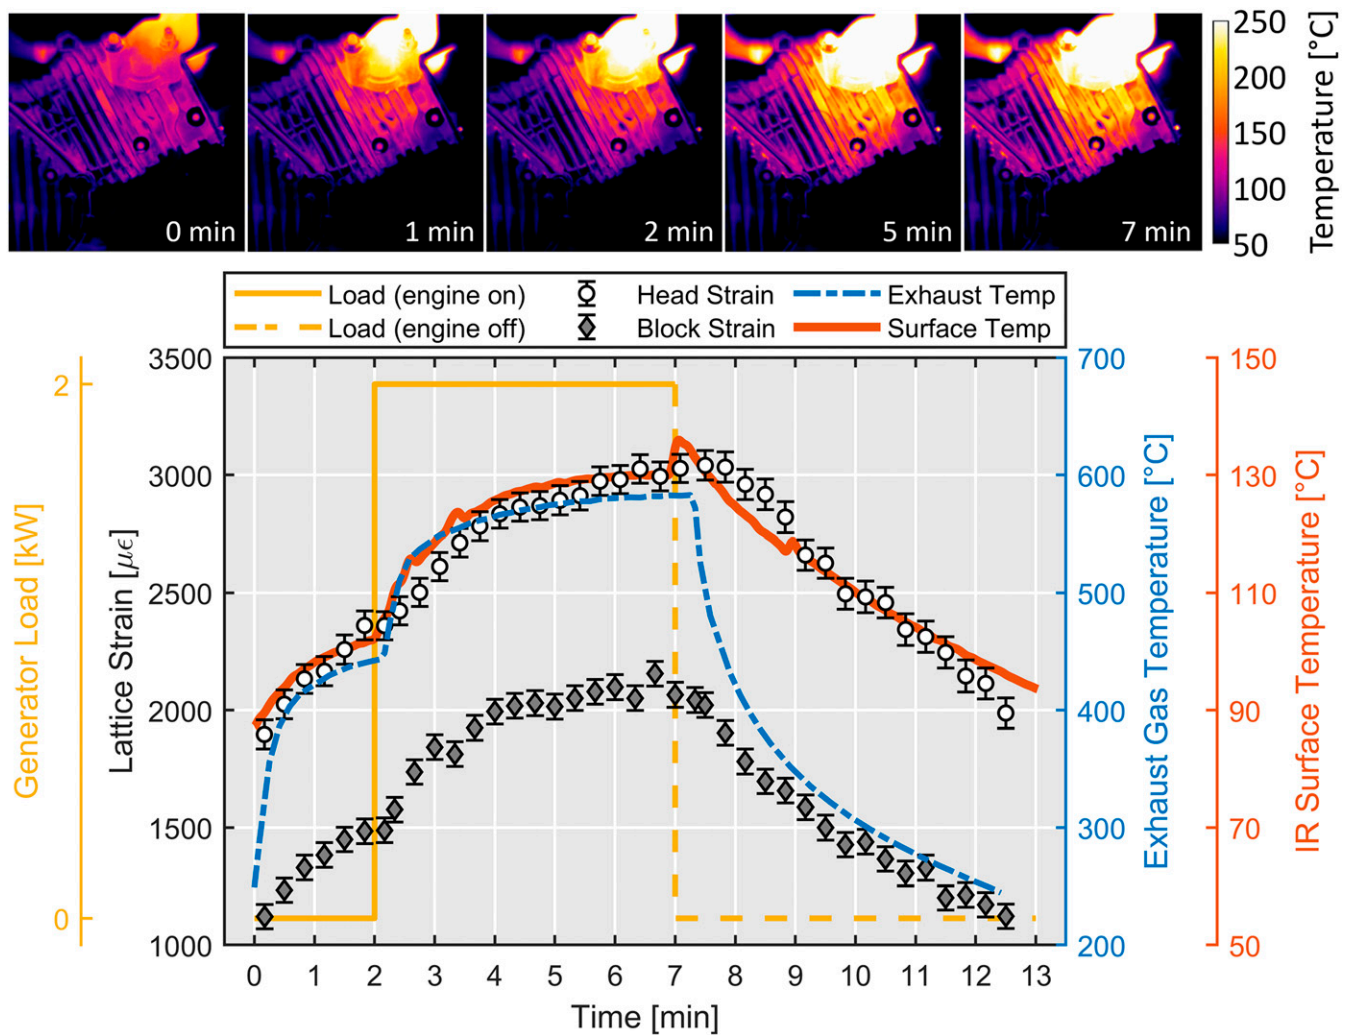 0 min
1 min
2 min
5 min
7 min
250
200
150
100
50
Temperature [°C]
Load (engine on)
Head Strain
Exhaust Temp
Load (engine off)
Block Strain
Surface Temp
2
0
Generator Load [kW]
3500
3000
2500
2000
1500
1000
Lattice Strain [με]
700
600
500
400
300
200
Exhaust Gas Temperature [°C]
150
130
110
90
70
50
IR Surface Temperature [°C]
0 1 2 3 4 5 6 7 8 9 10 11 12 13
Time [min]